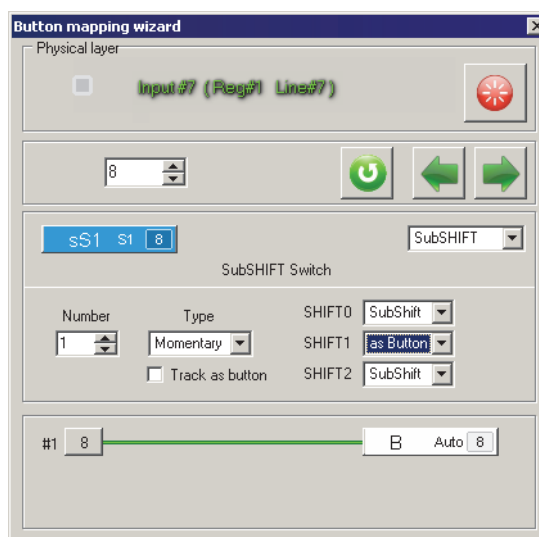 Button mapping wizard
Physical layer
Input#7 (Reg#1 Line#7)
8
sS1 S1 8
SubSHIFT
SubSHIFT Switch
Number
Type
SHIFT0 SubShift
1
Momentary
SHIFT1 as Button
Track as button
SHIFT2 SubShift
#1 8
B Auto 8